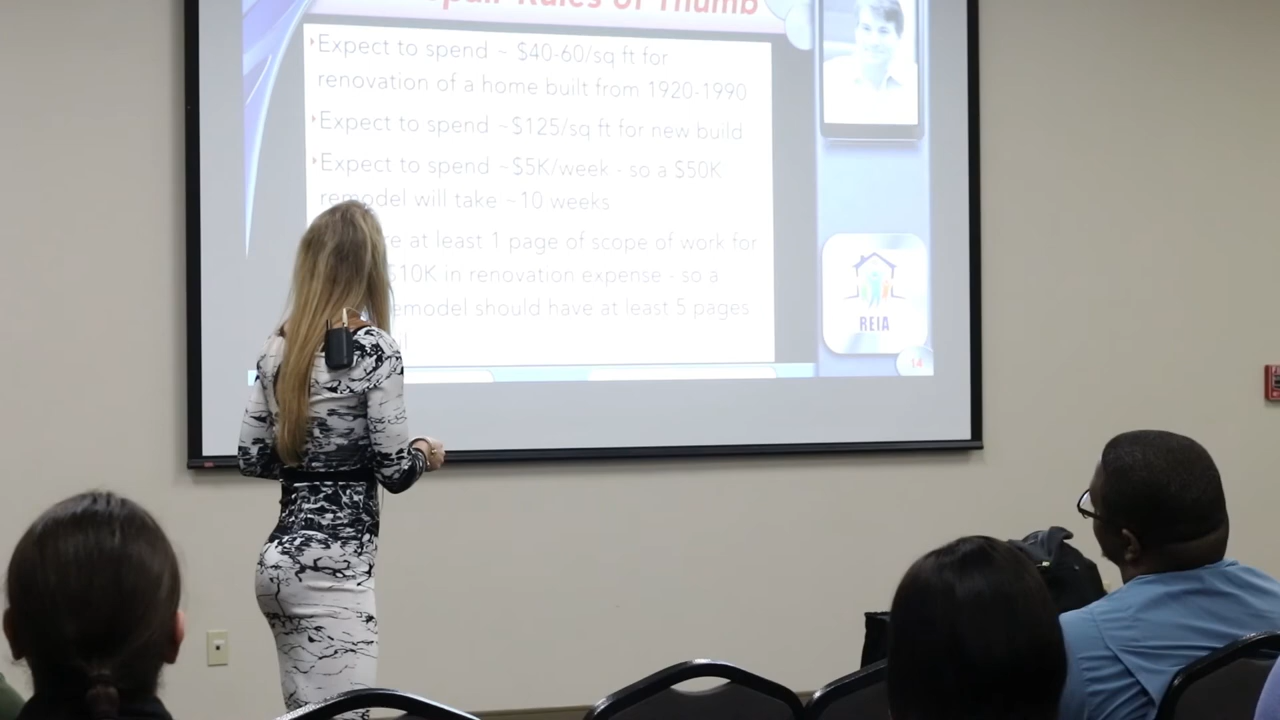 Rules of Thumb
Expect to spend ~ $40-60/sq ft for
renovation of a home built from 1920-1990
Expect to spend ~$125/sq ft for new build
Expect to spend ~$5K/week - so a $50K
remodel will take ~10 weeks
at least 1 page of scope of work for
$10K in renovation expense - so a
remodel should have at least 5 pages
REIA
14